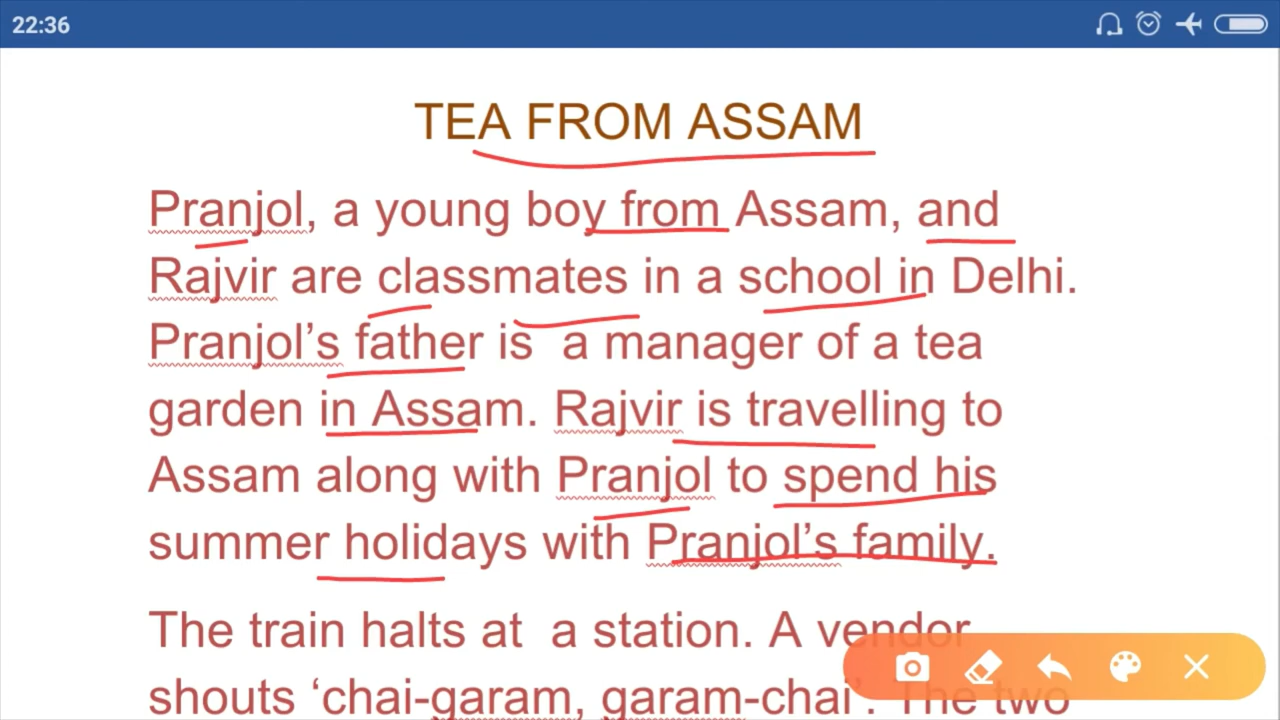 22:36
TEA FROM ASSAM
Pranjol, a young boy from Assam, and
Rajvir are classmates in a school in Delhi.
Pranjol’s father is  a manager of a tea
garden in Assam. Rajvir is travelling to
Assam along with Pranjol to spend his
summer holidays with Pranjol’s family.
The train halts at  a station. A vendor
shouts ‘chai-garam, garam-chai’. The two